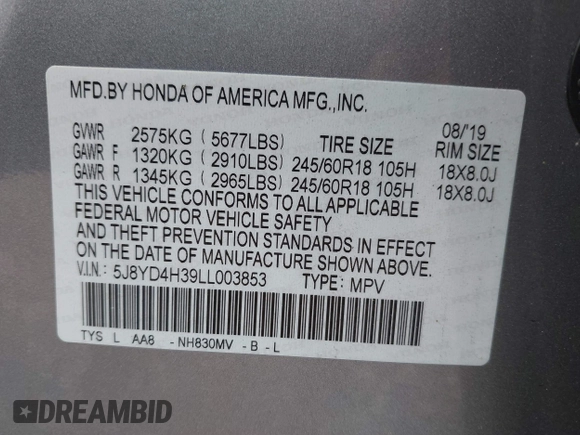 MFD.BY HONDA OF AMERICA MFG.,INC.
08/'19
GVWR 2575KG (5677LBS) TIRE SIZE RIM SIZE
GAWR F 1320KG (2910LBS) 245/60R18 105H 18X8.0J
GAWR R 1345KG (2965LBS) 245/60R18 105H 18X8.0J
THIS VEHICLE CONFORMS TO ALL APPLICABLE
FEDERAL MOTOR VEHICLE SAFETY
AND THEFT PREVENTION STANDARDS IN EFFECT
ON THE DATE OF MANUFACTURE SHOWN ABOVE.
V.I.N.: 5J8YD4H39LL003853 TYPE: MPV
TYS L AA8 -NH830MV -B -L
DREAMBID